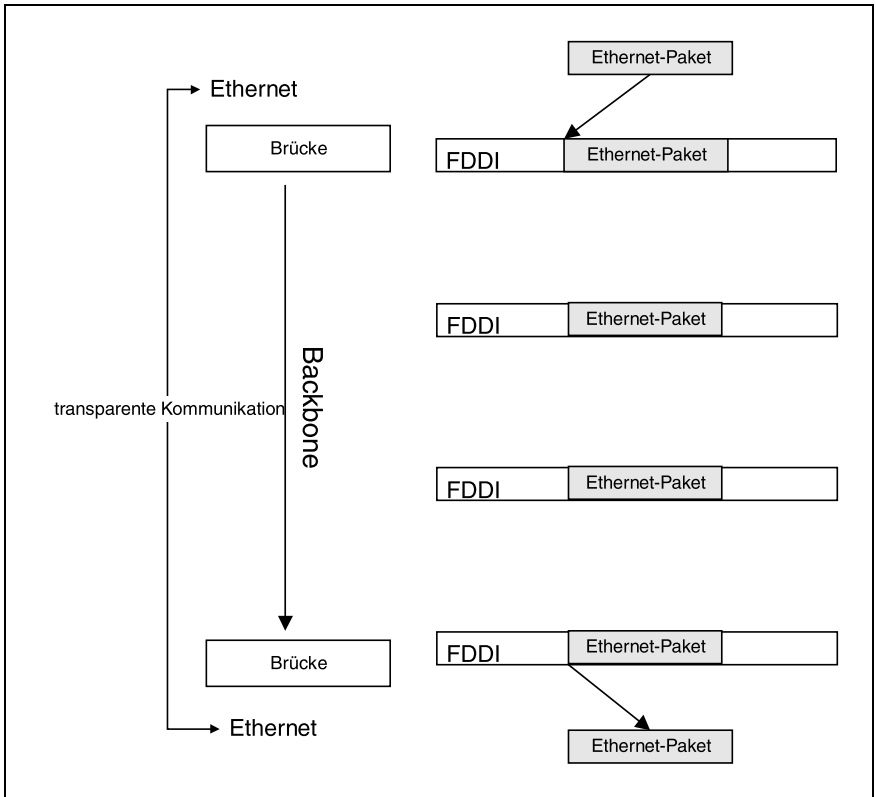 Ethernet-Paket
Ethernet
Brücke
FDDI
Ethernet-Paket
FDDI
Ethernet-Paket
Backbone
transparente Kommunikation
FDDI
Ethernet-Paket
Brücke
FDDI
Ethernet-Paket
Ethernet
Ethernet-Paket